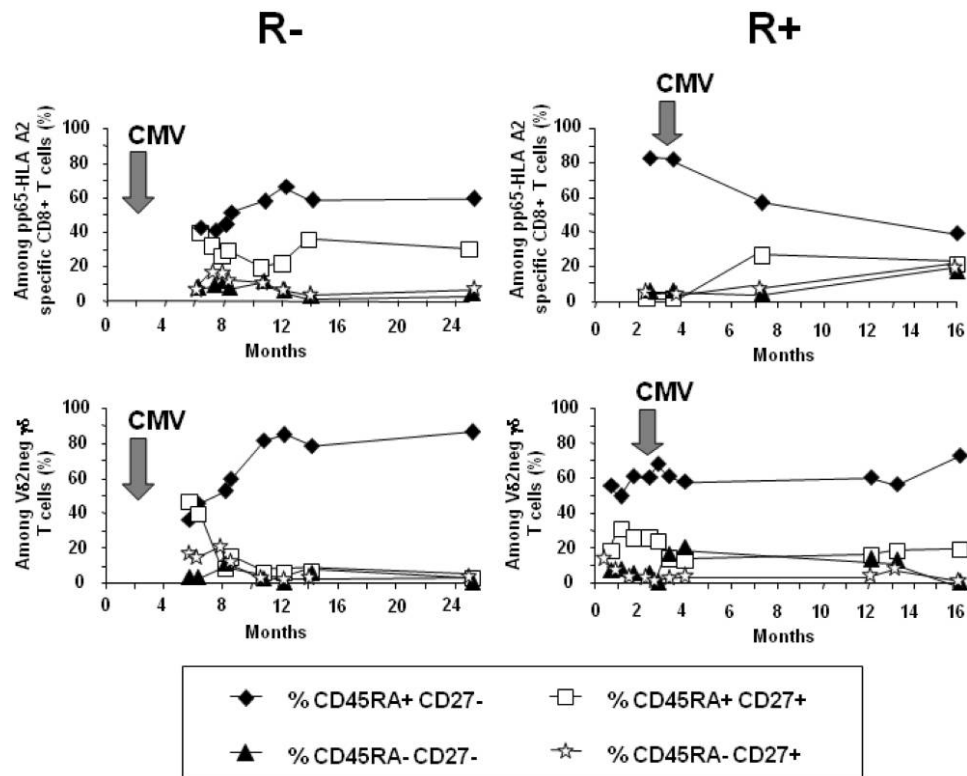 R-
R+
CMV
Among pp65-HLA A2
specific CD8+ T cells (%)
100
80
60
40
20
0
0 4 8 12 16 20 24
Months
CMV
Among pp65-HLA A2
specific CD8+ T cells (%)
100
80
60
40
20
0
0 2 4 6 8 10 12 14 16
Months
CMV
Among Vδ2neg γδ
T cells (%)
100
80
60
40
20
0
0 4 8 12 16 20 24
Months
CMV
Among Vδ2neg γδ
T cells (%)
100
80
60
40
20
0
0 2 4 6 8 10 12 14 16
Months
% CD45RA+ CD27-
% CD45RA+ CD27+
% CD45RA- CD27-
% CD45RA- CD27+